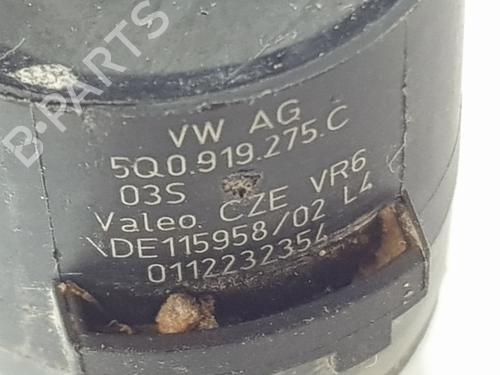 B-PARTS
VW AG
5Q0.919.275.C
03S
Valeo. CZE VR6
\DE115958/02 L4
0112232354